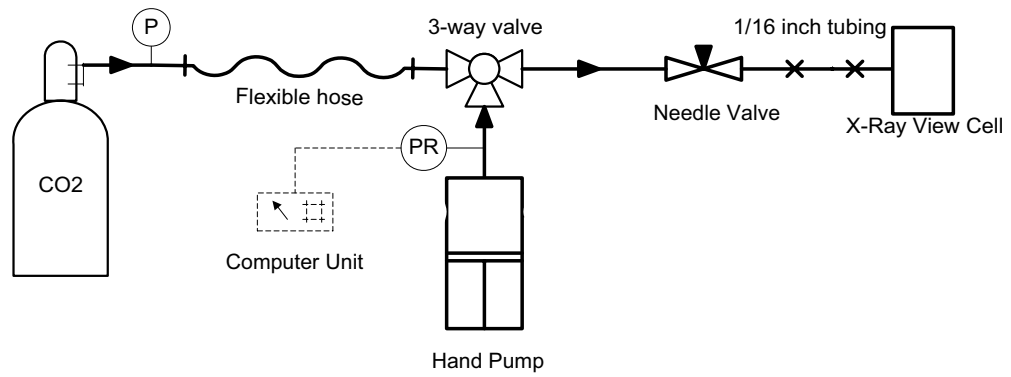 P
3-way valve
1/16 inch tubing
Flexible hose
Needle Valve
X-Ray View Cell
PR
CO2
Computer Unit
Hand Pump